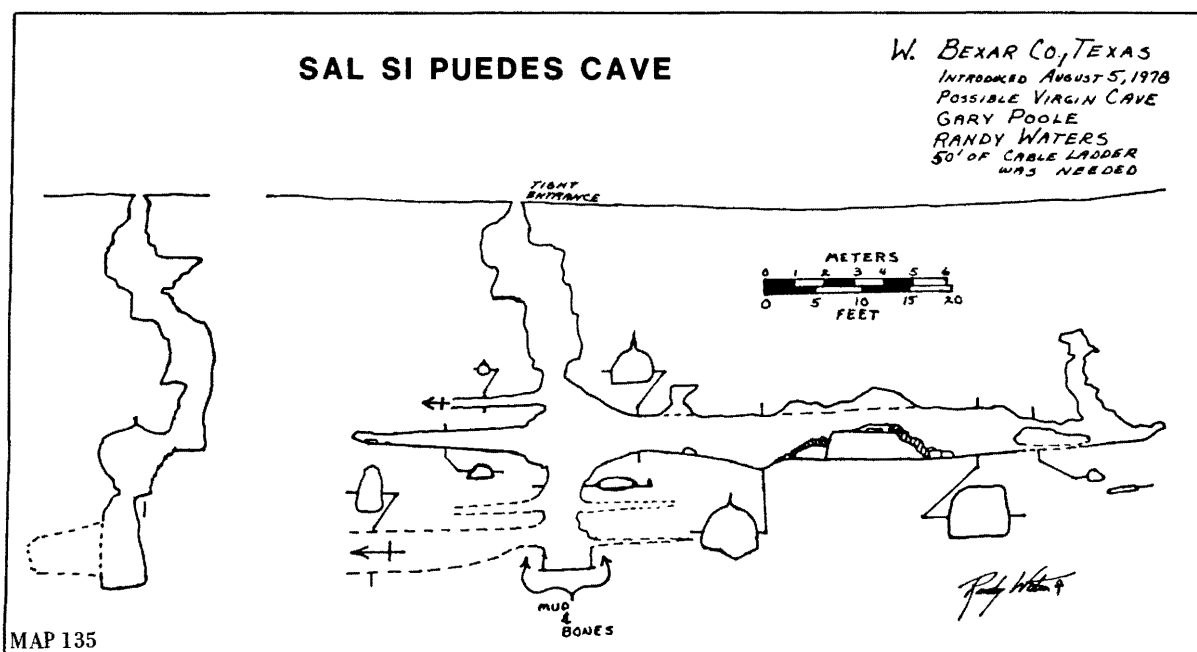 SAL SI PUEDES CAVE
W. BEXAR CO., TEXAS
INTRODUCED AUGUST 5, 1978
POSSIBLE VIRGIN CAVE
GARY POOLE
RANDY WATERS
50' OF CABLE LADDER
WAS NEEDED
TIGHT
ENTRANCE
METERS
0 1 2 3 4 5 6
0 5 10 15 20
FEET
MUD
&
BONES
Randy Waters
MAP 135